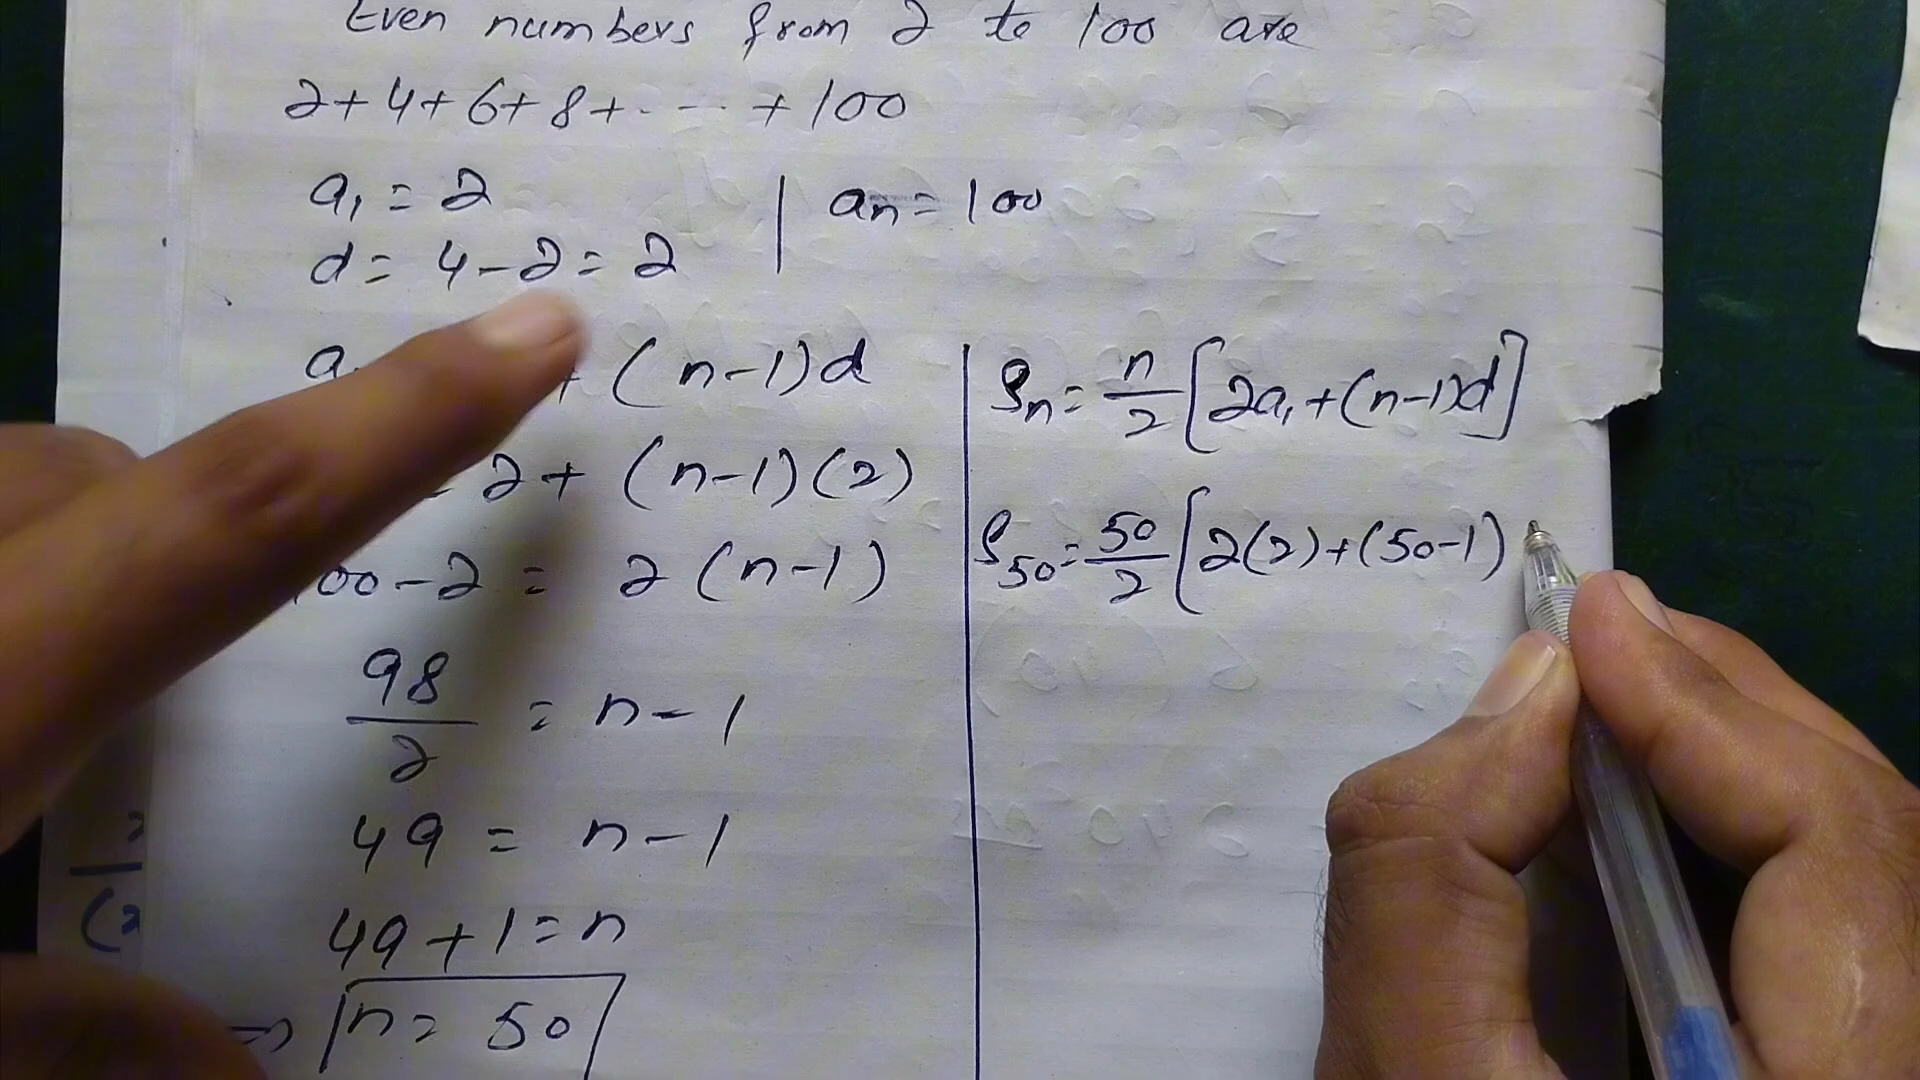 Even numbers from 2 to 100 are
2+4+6+8+.--- +100
a₁ = 2 | aₙ = 100
d = 4-2 = 2
a + (n-1)d
= 2+ (n-1)(2)
00-2 = 2(n-1)
98/2 = n-1
49 = n-1
49+1=n
⇒ n = 50
Sₙ = n/2 [2a₁+(n-1)d]
S₅₀ = 50/2 [2(2)+(50-1)